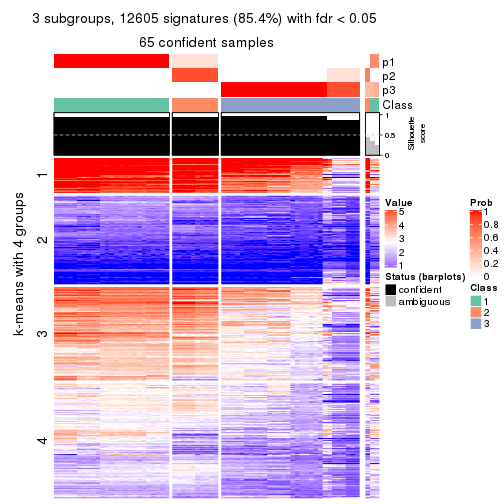 3 subgroups, 12605 signatures (85.4%) with fdr < 0.05
65 confident samples
p1
p2
p3
Class
1
0.5
0
Silhouette
score
k-means with 4 groups
1
2
3
4
Value
5
4
3
2
1
Status (barplots)
confident
ambiguous
Prob
1
0.8
0.6
0.4
0.2
0
Class
1
2
3